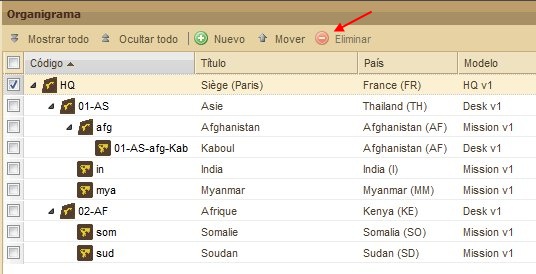 Organigrama
Mostrar todo Ocultar todo Nuevo Mover Eliminar
Código Título País Modelo
HQ Siège (Paris) France (FR) HQ v1
01-AS Asie Thailand (TH) Desk v1
afg Afghanistan Afghanistan (AF) Mission v1
01-AS-afg-Kab Kaboul Afghanistan (AF) Desk v1
in India India (I) Mission v1
mya Myanmar Myanmar (MM) Mission v1
02-AF Afrique Kenya (KE) Desk v1
som Somalie Somalia (SO) Mission v1
sud Soudan Sudan (SD) Mission v1